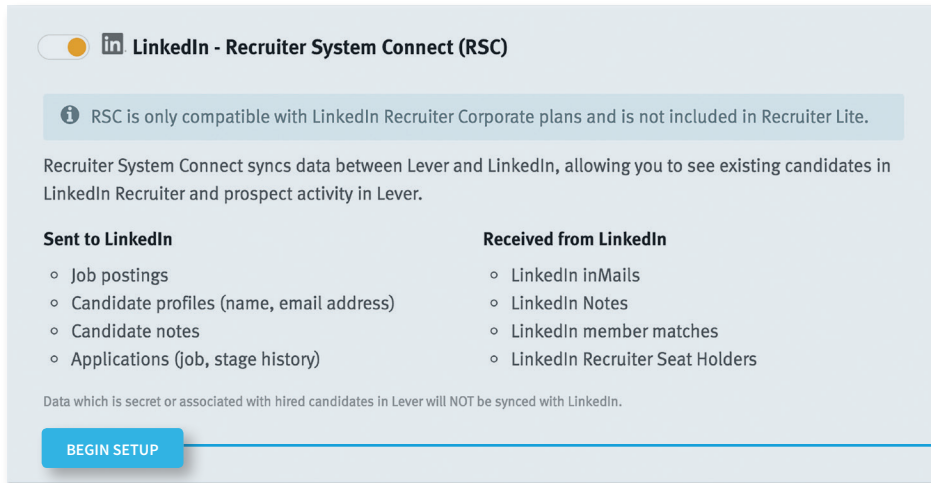 in LinkedIn - Recruiter System Connect (RSC)
i RSC is only compatible with LinkedIn Recruiter Corporate plans and is not included in Recruiter Lite.
Recruiter System Connect syncs data between Lever and LinkedIn, allowing you to see existing candidates in
LinkedIn Recruiter and prospect activity in Lever.
Sent to LinkedIn
Job postings
Candidate profiles (name, email address)
Candidate notes
Applications (job, stage history)
Received from LinkedIn
LinkedIn inMails
LinkedIn Notes
LinkedIn member matches
LinkedIn Recruiter Seat Holders
Data which is secret or associated with hired candidates in Lever will NOT be synced with LinkedIn.
BEGIN SETUP